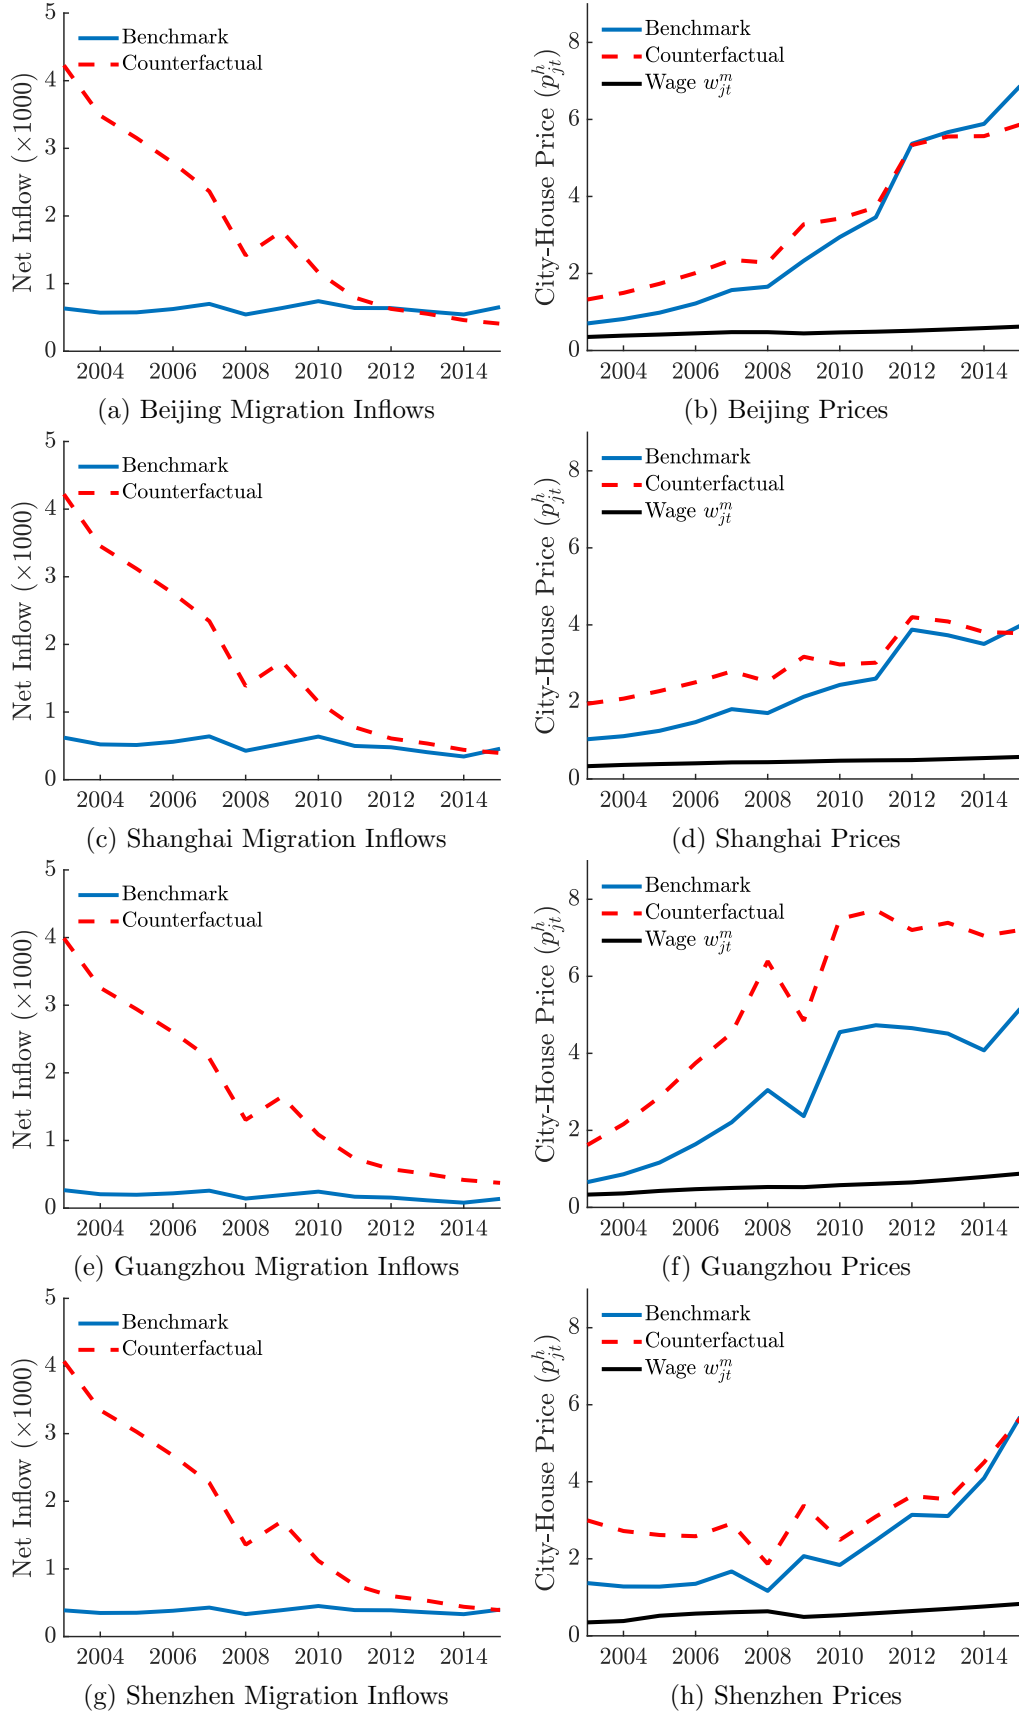 5
4
3
2
1
0
Net Inflow (×1000)
Benchmark
Counterfactual
2004 2006 2008 2010 2012 2014
(a) Beijing Migration Inflows
8
6
4
2
0
City-House Price (p^h_jt)
Benchmark
Counterfactual
Wage w^m_jt
2004 2006 2008 2010 2012 2014
(b) Beijing Prices
5
4
3
2
1
0
Net Inflow (×1000)
Benchmark
Counterfactual
2004 2006 2008 2010 2012 2014
(c) Shanghai Migration Inflows
8
6
4
2
0
City-House Price (p^h_jt)
Benchmark
Counterfactual
Wage w^m_jt
2004 2006 2008 2010 2012 2014
(d) Shanghai Prices
5
4
3
2
1
0
Net Inflow (×1000)
Benchmark
Counterfactual
2004 2006 2008 2010 2012 2014
(e) Guangzhou Migration Inflows
8
6
4
2
0
City-House Price (p^h_jt)
Benchmark
Counterfactual
Wage w^m_jt
2004 2006 2008 2010 2012 2014
(f) Guangzhou Prices
5
4
3
2
1
0
Net Inflow (×1000)
Benchmark
Counterfactual
2004 2006 2008 2010 2012 2014
(g) Shenzhen Migration Inflows
8
6
4
2
0
City-House Price (p^h_jt)
Benchmark
Counterfactual
Wage w^m_jt
2004 2006 2008 2010 2012 2014
(h) Shenzhen Prices